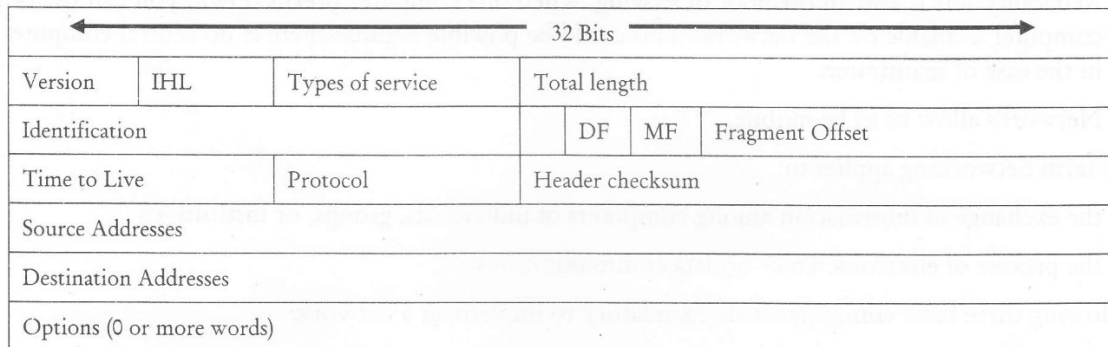 32 Bits
Version IHL Types of service Total length
Identification DF MF Fragment Offset
Time to Live Protocol Header checksum
Source Addresses
Destination Addresses
Options (0 or more words)